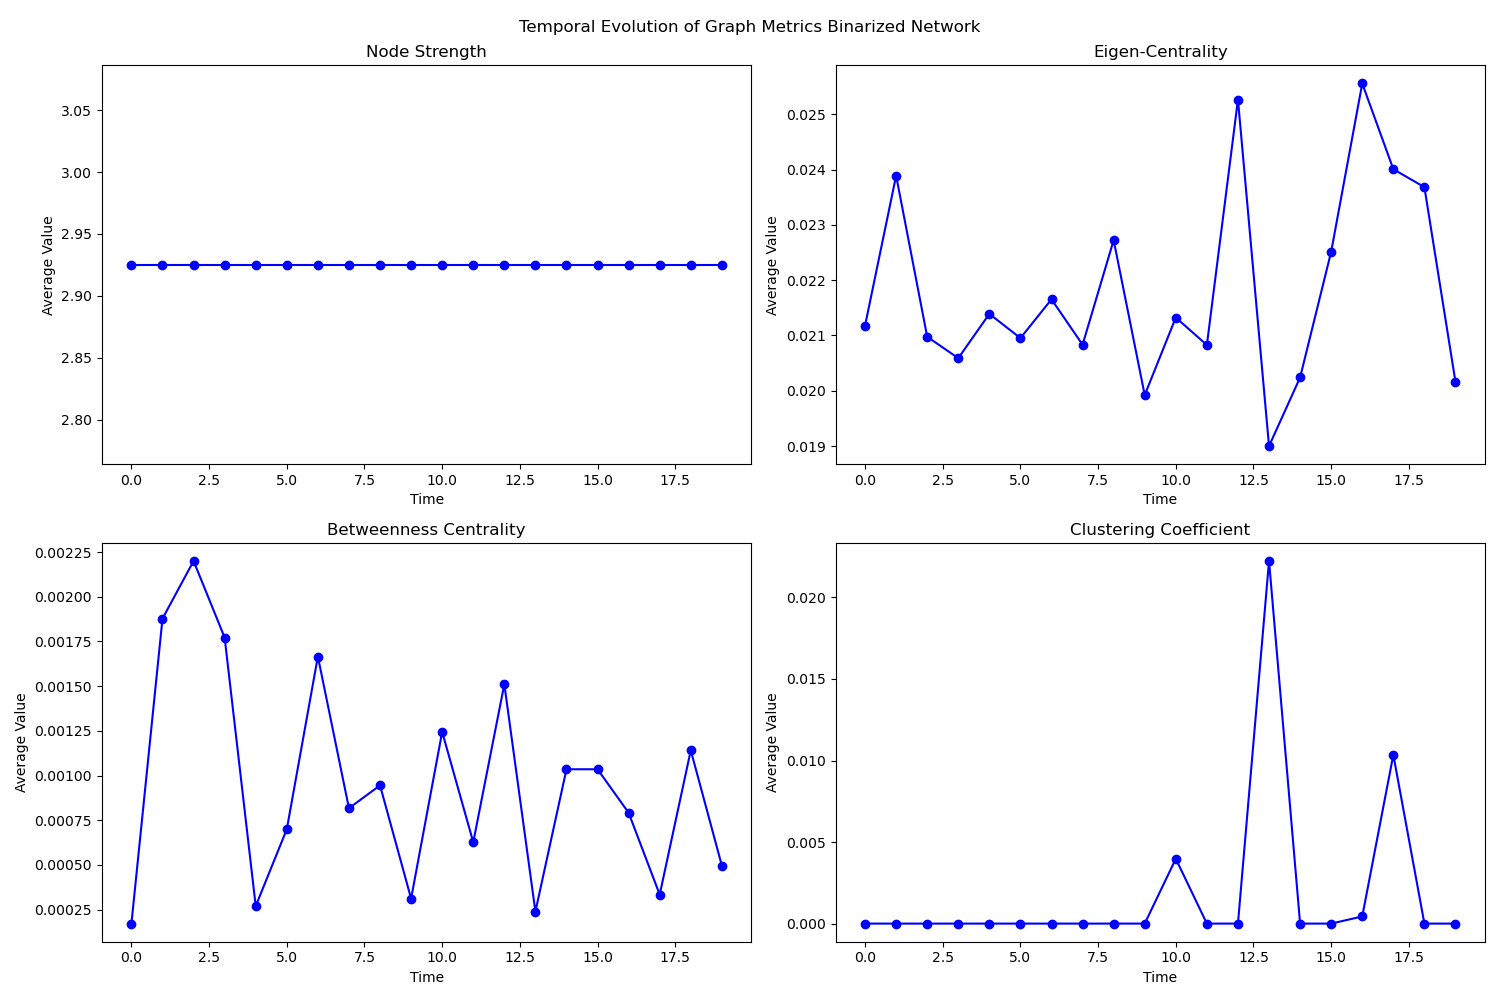 Temporal Evolution of Graph Metrics Binarized Network
Node Strength
Average Value
3.05
3.00
2.95
2.90
2.85
2.80
0.0 2.5 5.0 7.5 10.0 12.5 15.0 17.5
Time
Eigen-Centrality
Average Value
0.025
0.024
0.023
0.022
0.021
0.020
0.019
0.0 2.5 5.0 7.5 10.0 12.5 15.0 17.5
Time
Betweenness Centrality
Average Value
0.00225
0.00200
0.00175
0.00150
0.00125
0.00100
0.00075
0.00050
0.00025
0.0 2.5 5.0 7.5 10.0 12.5 15.0 17.5
Time
Clustering Coefficient
Average Value
0.020
0.015
0.010
0.005
0.000
0.0 2.5 5.0 7.5 10.0 12.5 15.0 17.5
Time